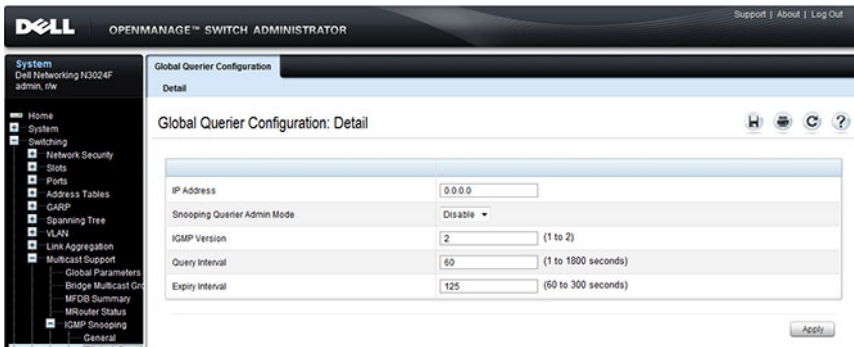 DELL
OPENMANAGE™ SWITCH ADMINISTRATOR
Support | About | Log Out
System
Dell Networking N3024F
admin, r/w
Home
System
Switching
Network Security
Slots
Ports
Address Tables
GARP
Spanning Tree
VLAN
Link Aggregation
Multicast Support
Global Parameters
Bridge Multicast Gro
MFDB Summary
MRouter Status
IGMP Snooping
General
Global Querier Configuration
Detail
Global Querier Configuration: Detail
IP Address 0.0.0.0
Snooping Querier Admin Mode Disable
IGMP Version 2 (1 to 2)
Query Interval 60 (1 to 1800 seconds)
Expiry Interval 125 (60 to 300 seconds)
Apply